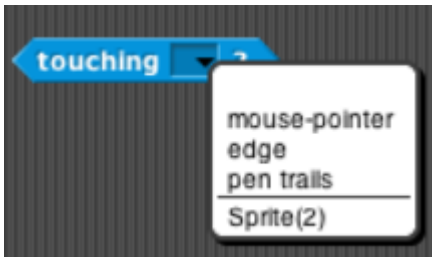 touching ?
mouse-pointer
edge
pen trails
Sprite(2)